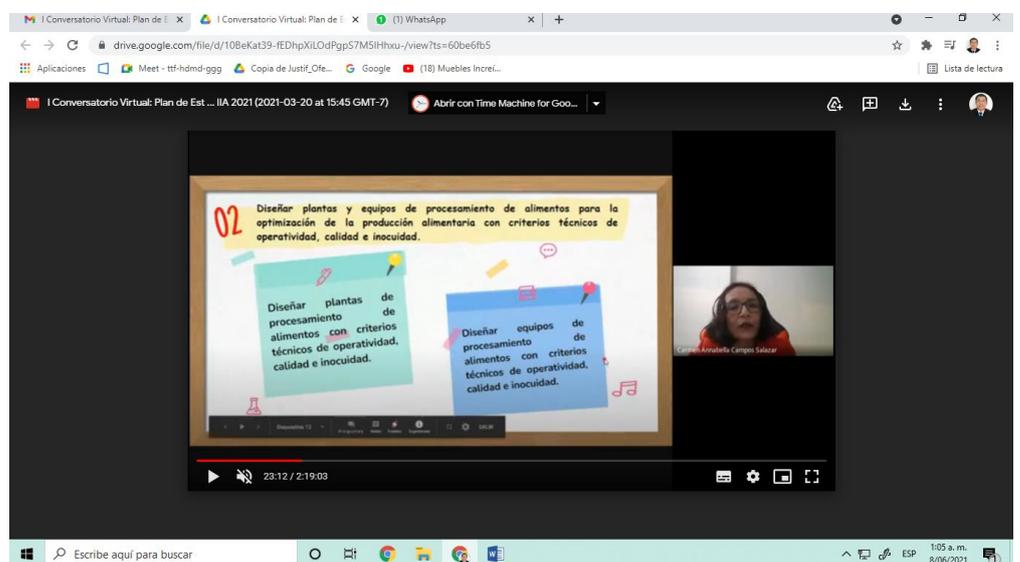 I Conversatorio Virtual: Plan de E
I Conversatorio Virtual: Plan de E
(1) WhatsApp
drive.google.com/file/d/10BeKat39-fEDhpXiLOdPgpS7M5IHhxu-/view?ts=60be6fb5
Aplicaciones
Meet - ttf-hdmd-ggg
Copia de Justif_Ofe...
Google
(18) Muebles Increí...
Lista de lectura
I Conversatorio Virtual: Plan de Est ... IIA 2021 (2021-03-20 at 15:45 GMT-7)
Abrir con Time Machine for Goo...
02
Diseñar plantas y equipos de procesamiento de alimentos para la
optimización de la producción alimentaria con criterios técnicos de
operatividad, calidad e inocuidad.
Diseñar plantas de
procesamiento de
alimentos con criterios
técnicos de operatividad,
calidad e inocuidad.
Diseñar equipos de
procesamiento de
alimentos con criterios
técnicos de operatividad,
calidad e inocuidad.
Carmen Annabella Campos Salazar
Diapositiva 13
SALIR
23:12 / 2:19:03
Escribe aquí para buscar
ESP
1:05 a. m.
8/06/2021